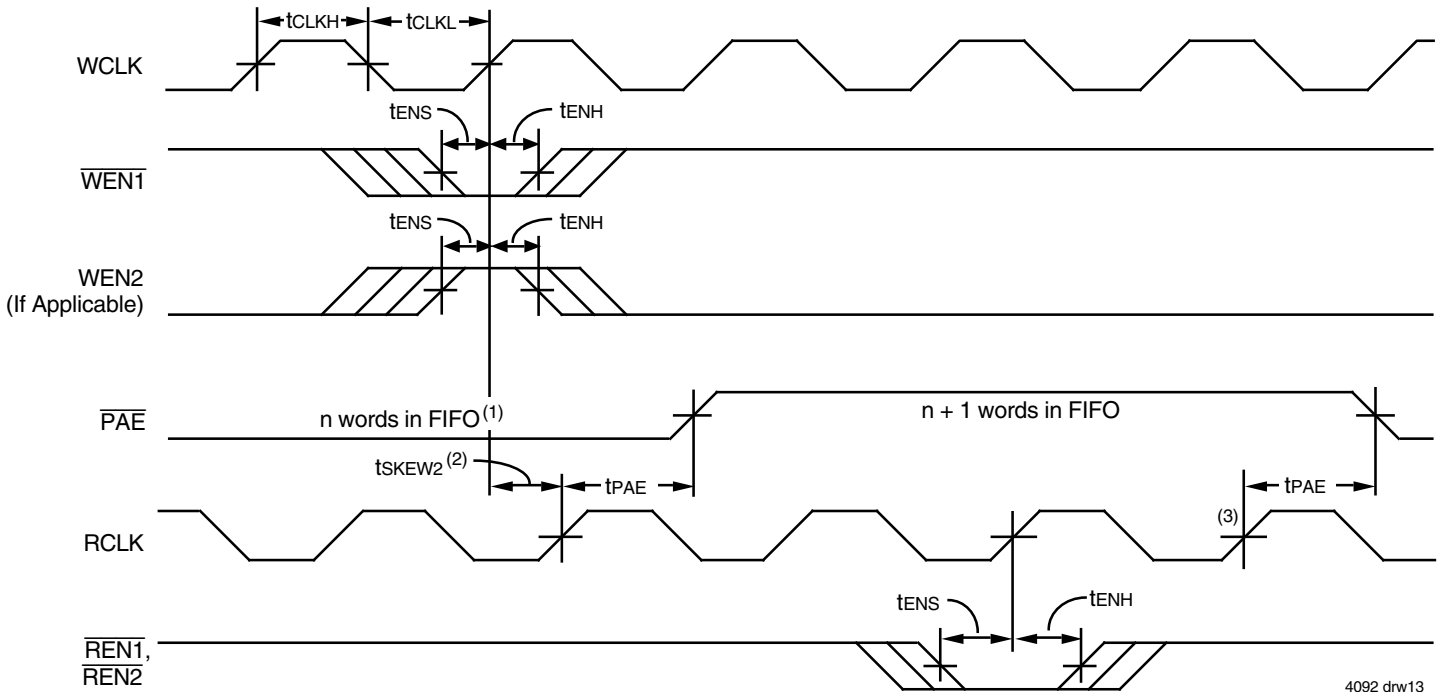 tCLKH
tCLKL
WCLK
tENS
tENH
WEN1
tENS
tENH
WEN2
(If Applicable)
PAE
n words in FIFO(1)
n + 1 words in FIFO
tSKEW2(2)
tPAE
tPAE
RCLK
(3)
tENS
tENH
REN1,
REN2
4092 drw13